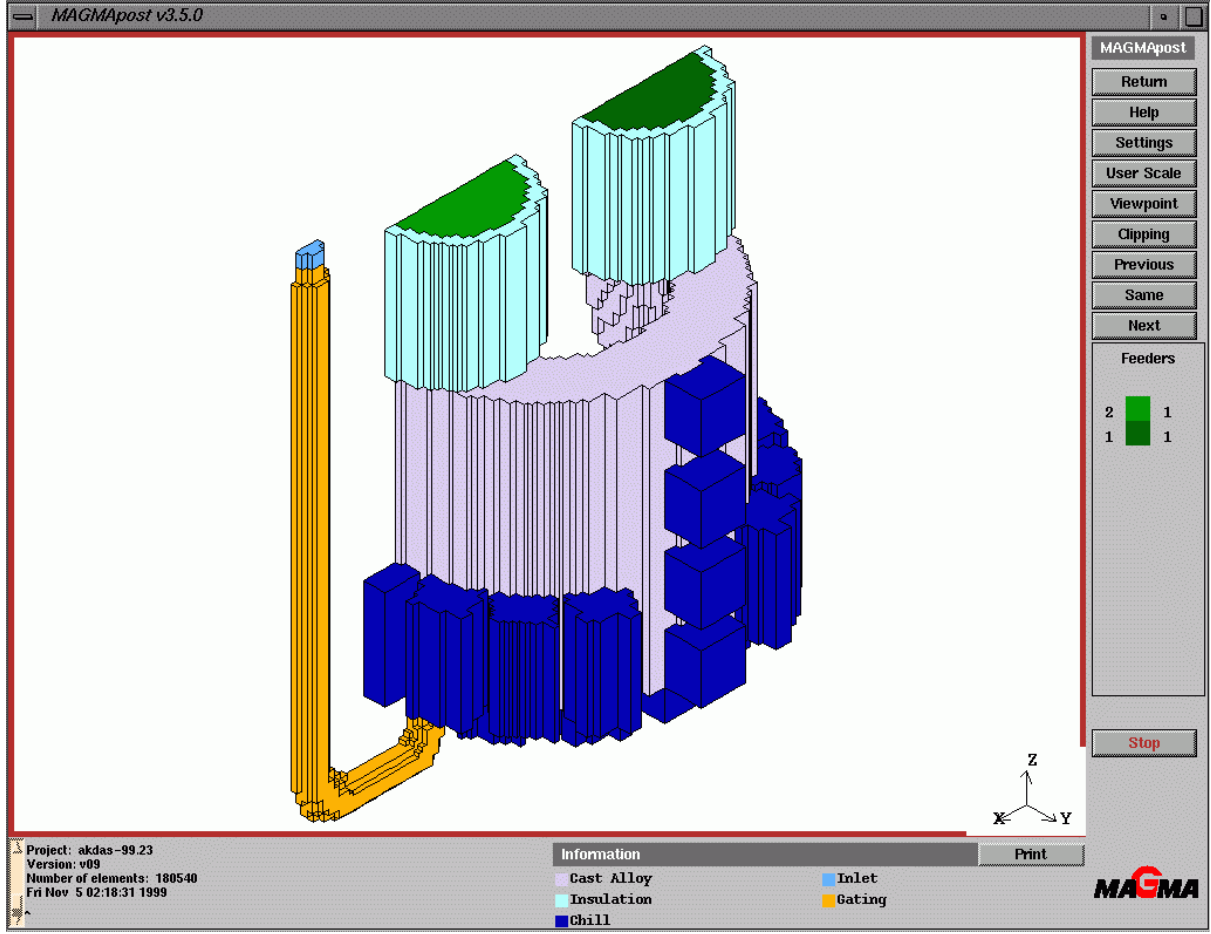 MAGMApost v3.5.0
MAGMApost
Return
Help
Settings
User Scale
Viewpoint
Clipping
Previous
Same
Next
Feeders
2 1
1 1
Stop
Z
X Y
Project: akdas-99.23
Version: v09
Number of elements: 180540
Fri Nov 5 02:18:31 1999
Information
Print
Cast Alloy
Inlet
Insulation
Gating
Chill
MAGMA